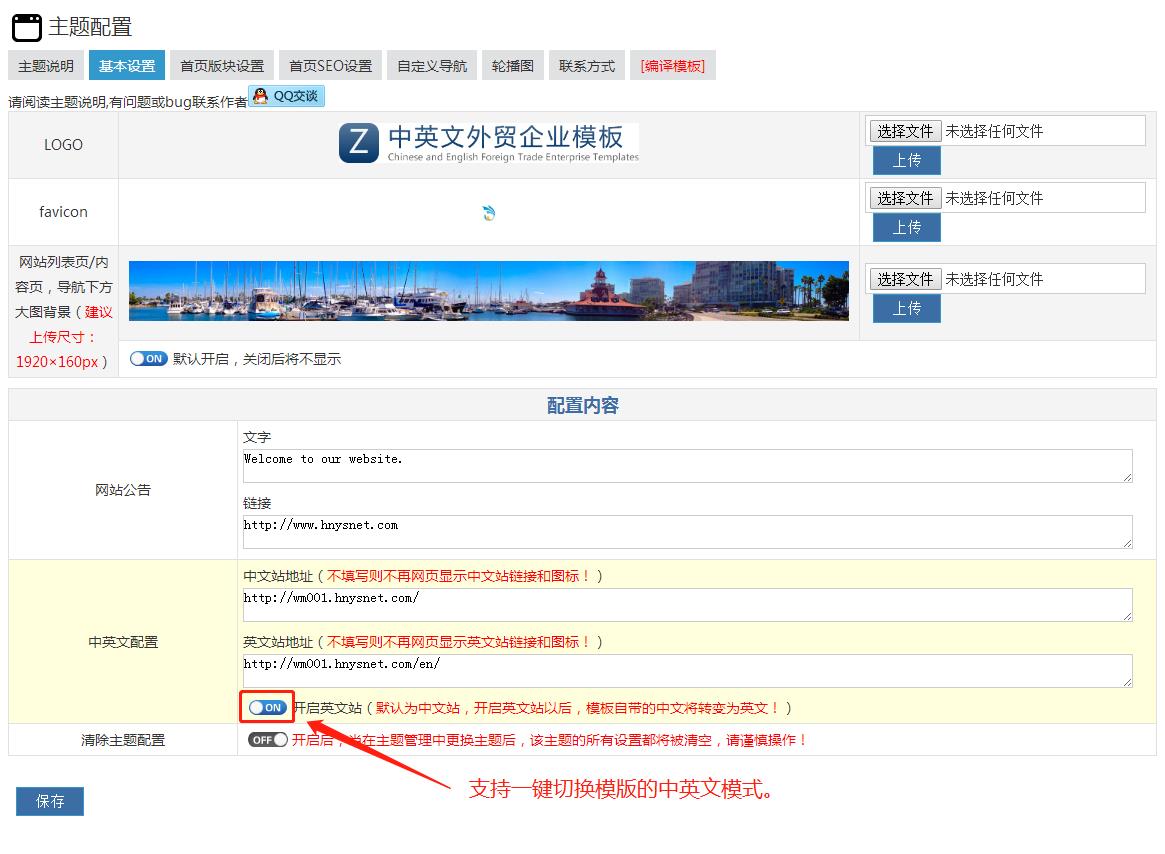 主题配置
主题说明 基本设置 首页版块设置 首页SEO设置 自定义导航 轮播图 联系方式 [编译模板]
请阅读主题说明,有问题或bug联系作者 QQ交谈
LOGO
Z 中英文外贸企业模板
Chinese and English Foreign Trade Enterprise Templates
选择文件 未选择任何文件
上传
favicon
选择文件 未选择任何文件
上传
网站列表页/内
容页，导航下方
大图背景（建议
上传尺寸：
1920×160px）
选择文件 未选择任何文件
上传
ON 默认开启，关闭后将不显示
配置内容
网站公告
文字
Welcome to our website.
链接
http://www.hnysnet.com
中英文配置
中文站地址（不填写则不再网页显示中文站链接和图标！）
http://wm001.hnysnet.com/
英文站地址（不填写则不再网页显示英文站链接和图标！）
http://wm001.hnysnet.com/en/
ON 开启英文站（默认为中文站，开启英文站以后，模板自带的中文将转变为英文！）
清除主题配置
OFF 开启后，当在主题管理中更换主题后，该主题的所有设置都将被清空，请谨慎操作！
支持一键切换模版的中英文模式。
保存